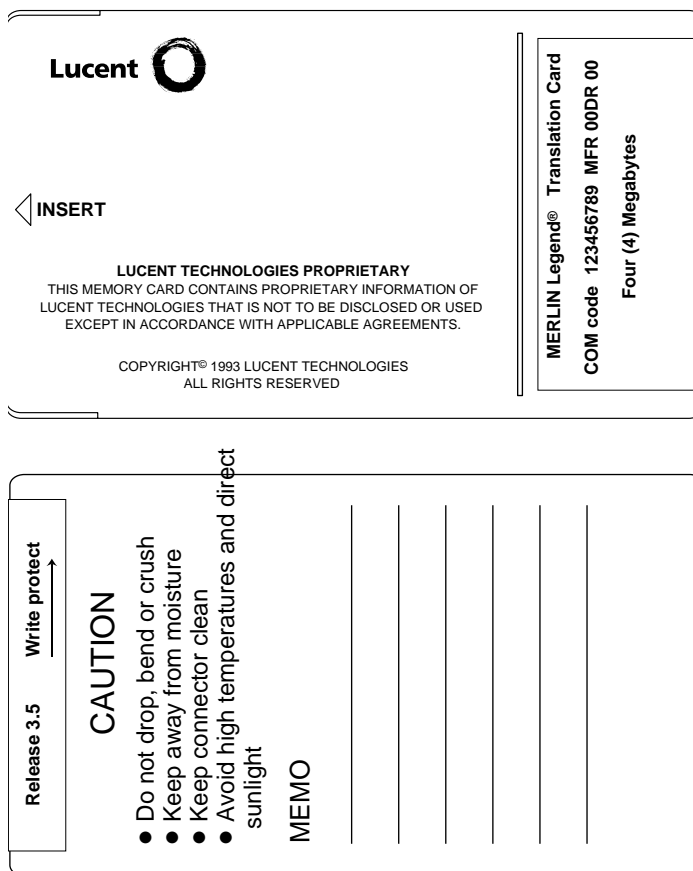 Lucent
INSERT
LUCENT TECHNOLOGIES PROPRIETARY
THIS MEMORY CARD CONTAINS PROPRIETARY INFORMATION OF
LUCENT TECHNOLOGIES THAT IS NOT TO BE DISCLOSED OR USED
EXCEPT IN ACCORDANCE WITH APPLICABLE AGREEMENTS.
COPYRIGHT© 1993 LUCENT TECHNOLOGIES
ALL RIGHTS RESERVED
MERLIN Legend® Translation Card
COM code 123456789 MFR 00DR 00
Four (4) Megabytes
Release 3.5 Write protect
CAUTION
● Do not drop, bend or crush
● Keep away from moisture
● Keep connector clean
● Avoid high temperatures and direct
sunlight
MEMO